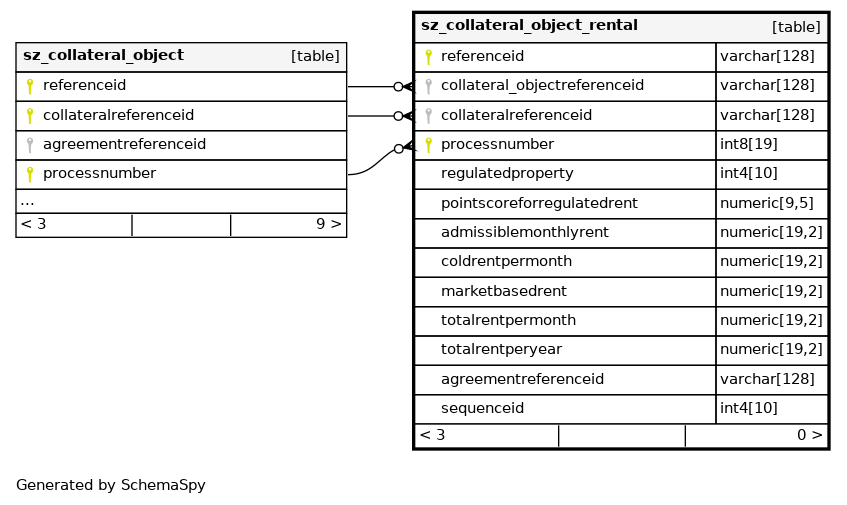 sz_collateral_object [table]
referenceid
collateralreferenceid
agreementreferenceid
processnumber
...
< 3 9 >
sz_collateral_object_rental [table]
referenceid varchar[128]
collateral_objectreferenceid varchar[128]
collateralreferenceid varchar[128]
processnumber int8[19]
regulatedproperty int4[10]
pointscoreforregulatedrent numeric[9,5]
admissiblemonthlyrent numeric[19,2]
coldrentpermonth numeric[19,2]
marketbasedrent numeric[19,2]
totalrentpermonth numeric[19,2]
totalrentperyear numeric[19,2]
agreementreferenceid varchar[128]
sequenceid int4[10]
< 3 0 >
Generated by SchemaSpy